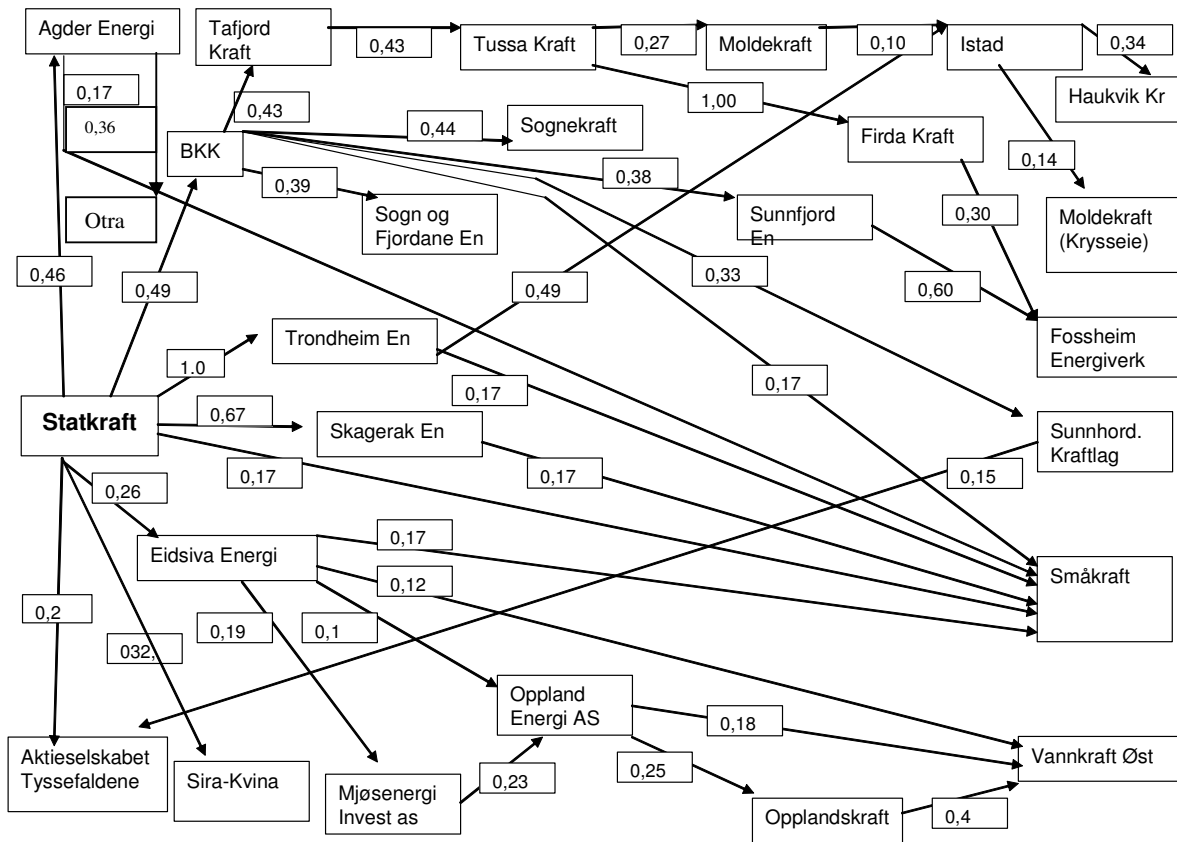 Agder Energi
Tafjord
Kraft
0,43
Tussa Kraft
0,27
Moldekraft
0,10
Istad
0,34
Haukvik Kr
0,17
0,36
0,43
BKK
0,44
Sognekraft
1,00
Firda Kraft
0,14
0,39
0,38
Otra
Sogn og
Fjordane En
Sunnfjord
En
0,30
Moldekraft
(Krysseie)
0,46
0,49
0,49
0,33
0,60
Trondheim En
Fossheim
Energiverk
1.0
0,17
0,17
Statkraft
0,67
Skagerak En
Sunnhord.
Kraftlag
0,17
0,17
0,15
0,26
Eidsiva Energi
0,17
0,12
Småkraft
0,2
032,
0,19
0,1
Oppland
Energi AS
0,18
Aktieselskabet
Tyssefaldene
Sira-Kvina
Mjøsenergi
Invest as
0,23
0,25
Vannkraft Øst
Opplandskraft
0,4